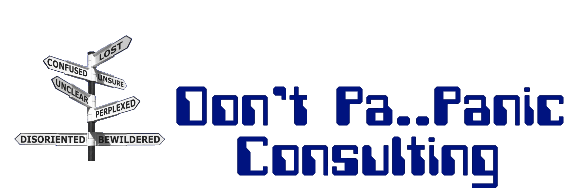 LOST
CONFUSED
UNSURE
UNCLEAR
PERPLEXED
DISORIENTED
BEWILDERED
Don't Pa..Panic
Consulting